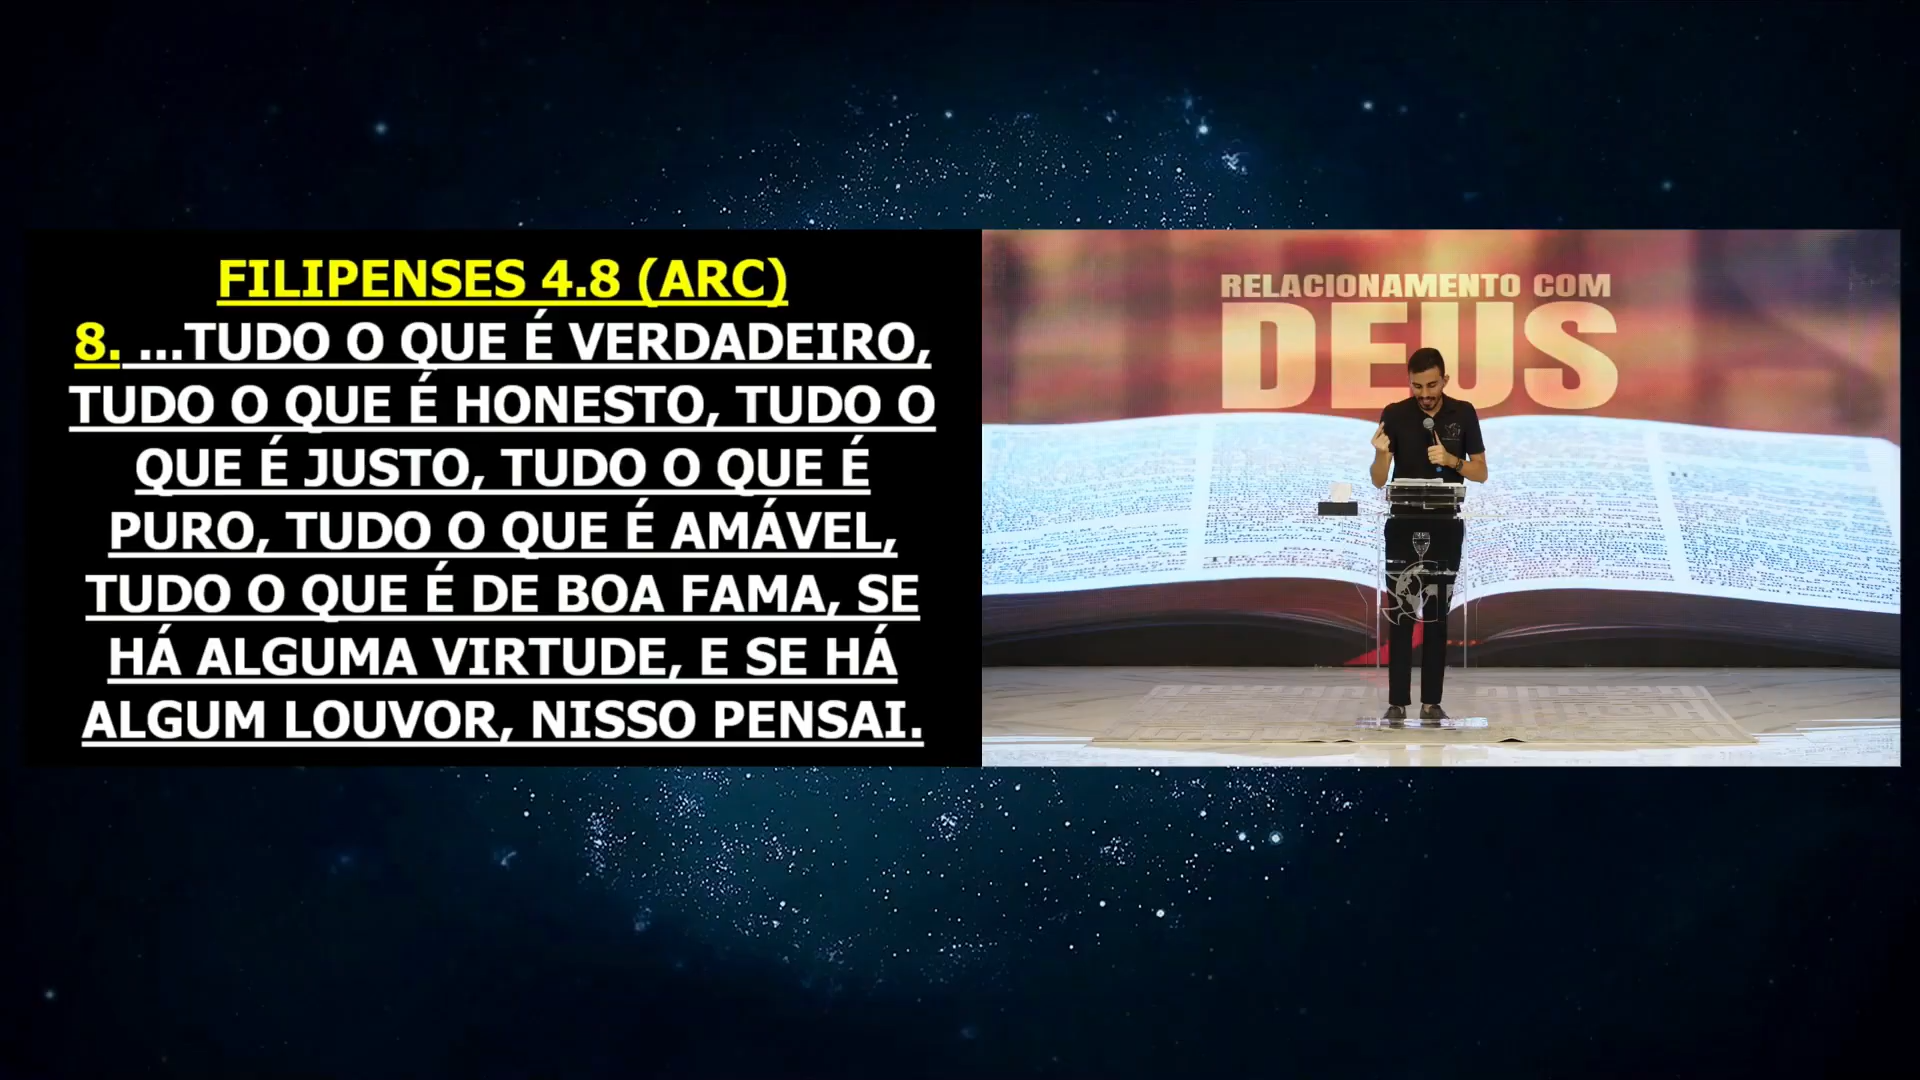 FILIPENSES 4.8 (ARC)
8. ...TUDO O QUE É VERDADEIRO,
TUDO O QUE É HONESTO, TUDO O
QUE É JUSTO, TUDO O QUE É
PURO, TUDO O QUE É AMÁVEL,
TUDO O QUE É DE BOA FAMA, SE
HÁ ALGUMA VIRTUDE, E SE HÁ
ALGUM LOUVOR, NISSO PENSAI.
RELACIONAMENTO COM
DEUS